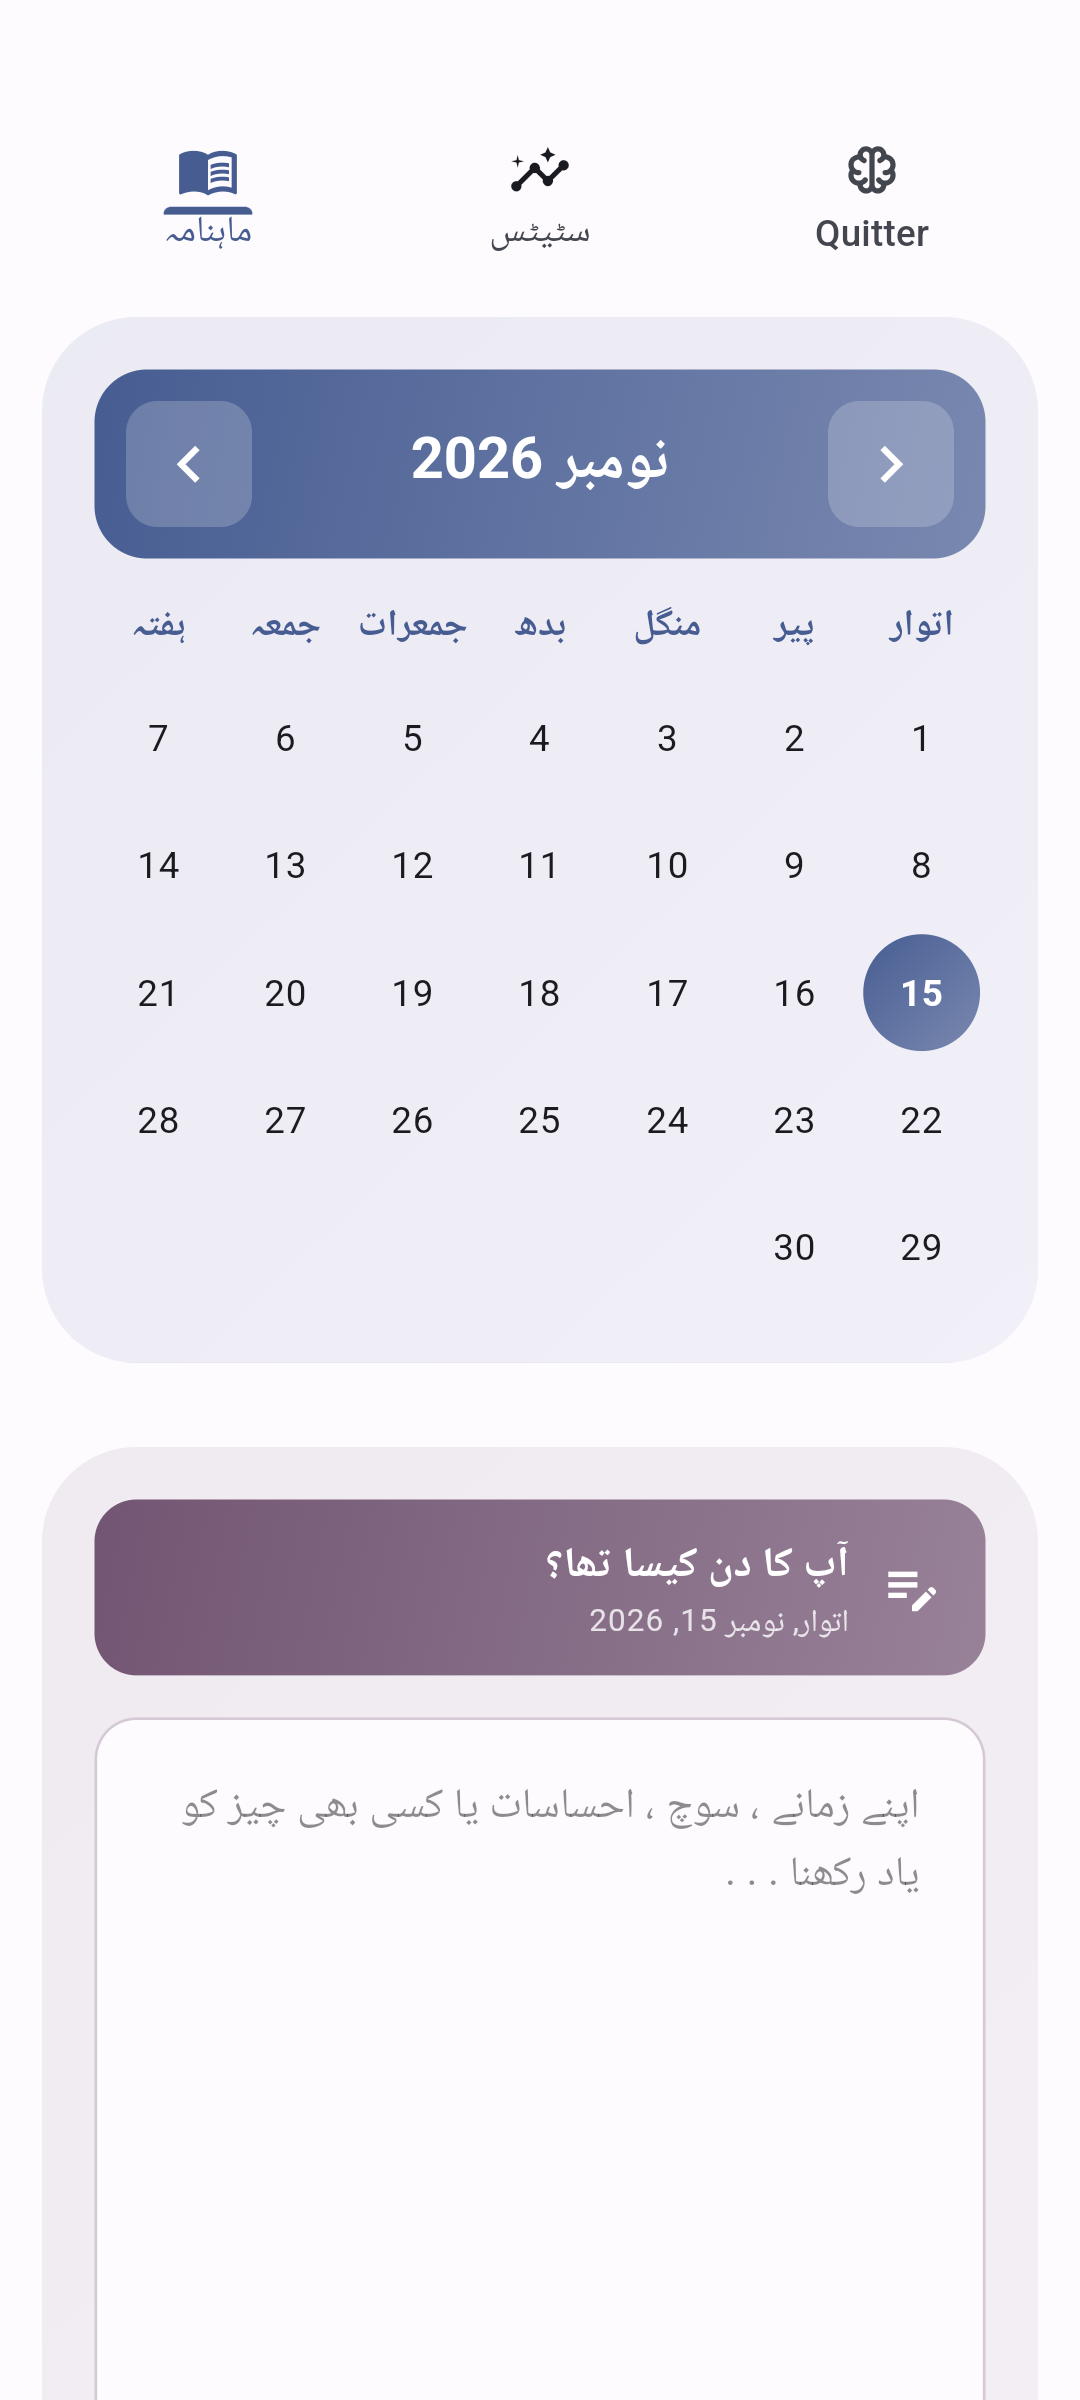 Quitter
سٹیٹس
ماہنامہ
نومبر 2026
اتوار پیر منگل بدھ جمعرات جمعہ ہفتہ
1 2 3 4 5 6 7
8 9 10 11 12 13 14
15 16 17 18 19 20 21
22 23 24 25 26 27 28
29 30
آپ کا دن کیسا تھا؟
اتوار, نومبر 15, 2026
اپنے زمانے ، سوچ ، احساسات یا کسی بھی چیز کو
یاد رکھنا . . .